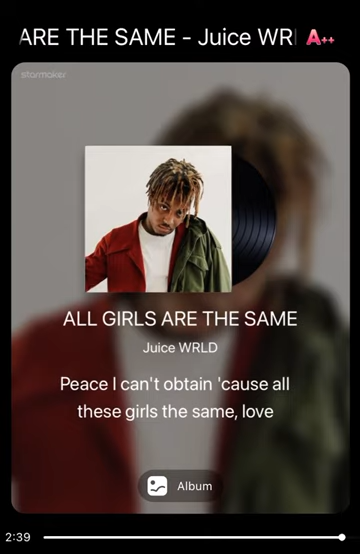 ARE THE SAME - Juice WR A++
starmaker
ALL GIRLS ARE THE SAME
Juice WRLD
Peace I can't obtain 'cause all
these girls the same, love
Album
2:39